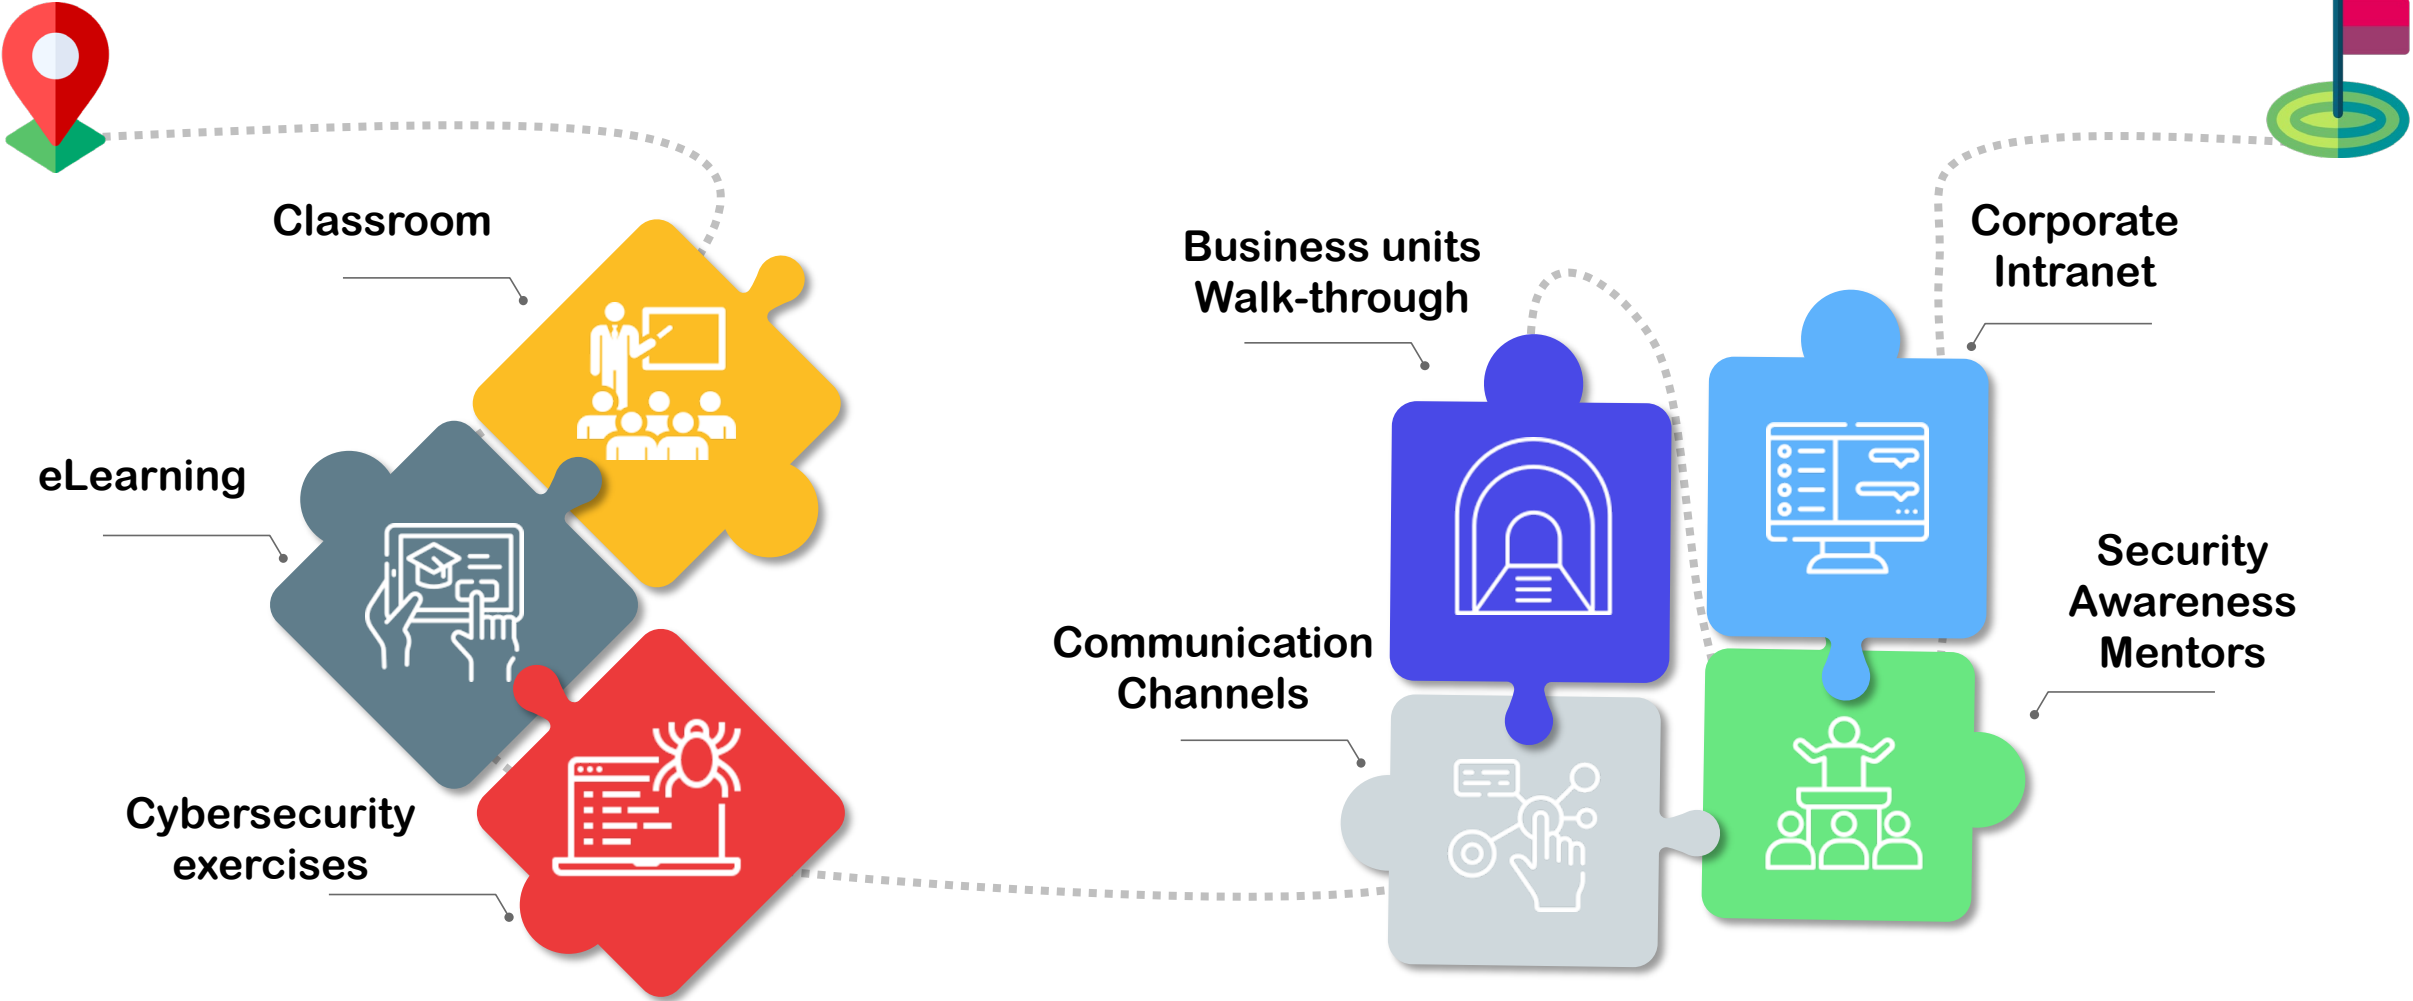 Classroom
eLearning
Cybersecurity
exercises
Business units
Walk-through
Communication
Channels
Corporate
Intranet
Security
Awareness
Mentors